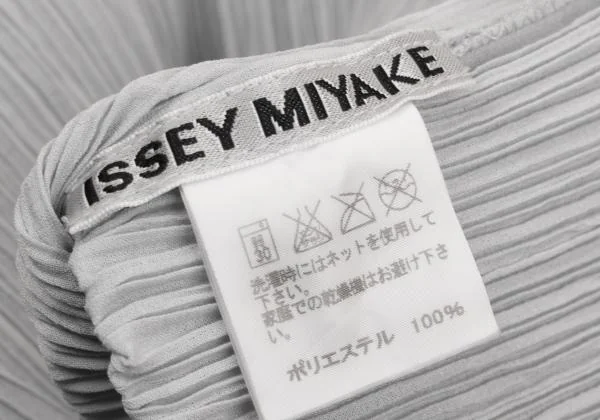 ISSEY MIYAKE
弱
30
洗濯時にはネットを使用して
下さい。
家庭での乾燥機はお避け下さ
い。
ポリエステル 100%